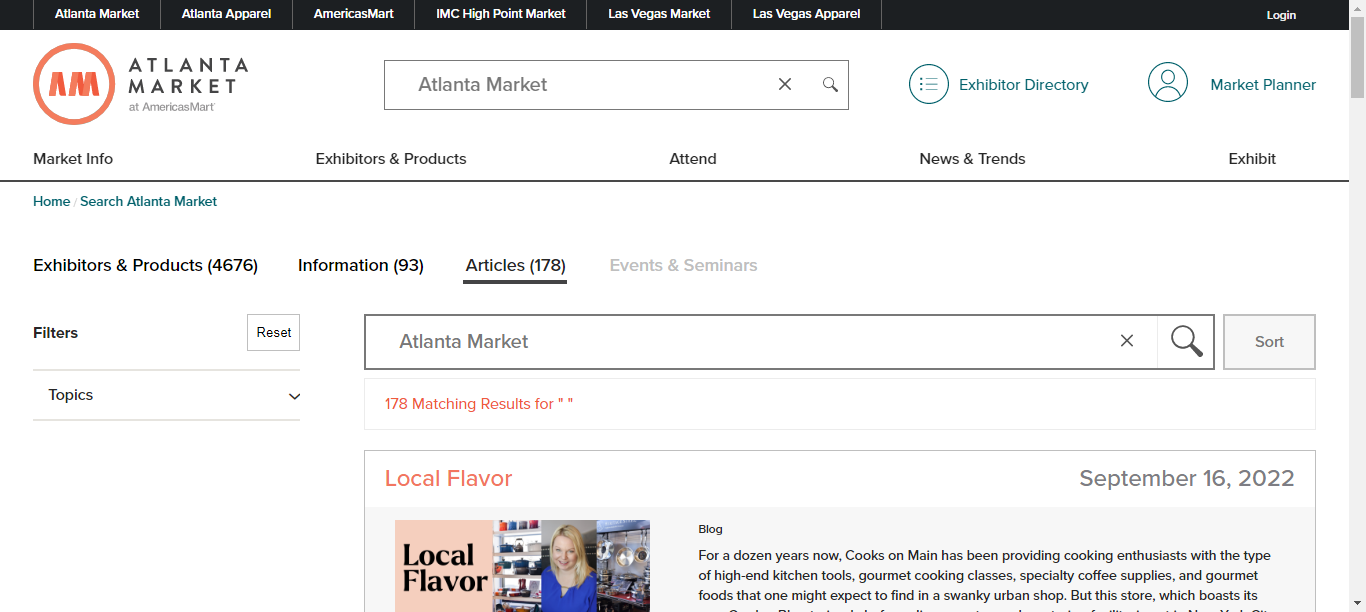 Atlanta Market
Atlanta Apparel
AmericasMart
IMC High Point Market
Las Vegas Market
Las Vegas Apparel
Login
ATLANTA
MARKET
at AmericasMart
Atlanta Market
Exhibitor Directory
Market Planner
Market Info
Exhibitors & Products
Attend
News & Trends
Exhibit
Home / Search Atlanta Market
Exhibitors & Products (4676)
Information (93)
Articles (178)
Events & Seminars
Filters
Reset
Topics
Atlanta Market
Sort
178 Matching Results for " "
Local Flavor
September 16, 2022
Local
Flavor
Blog
For a dozen years now, Cooks on Main has been providing cooking enthusiasts with the type
of high-end kitchen tools, gourmet cooking classes, specialty coffee supplies, and gourmet
foods that one might expect to find in a swanky urban shop. But this store, which boasts its